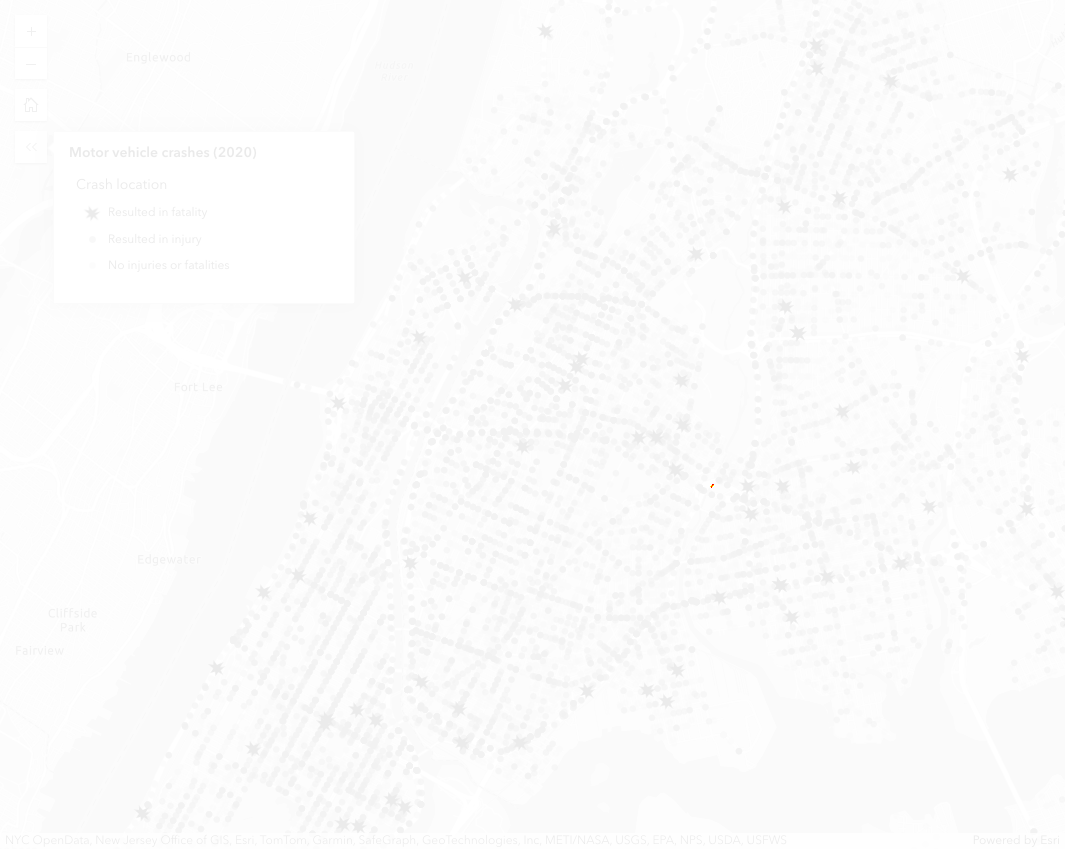 Englewood
Motor vehicle crashes (2020)
Crash location
Resulted in fatality
Resulted in injury
No injuries or fatalities
Fort Lee
Edgewater
Cliffside
Park
Fairview
NYC OpenData, New Jersey Office of GIS, Esri, TomTom, Garmin, SafeGraph, GeoTechnologies, Inc, METI/NASA, USGS, EPA, NPS, USDA, USFWS
Powered by Esri